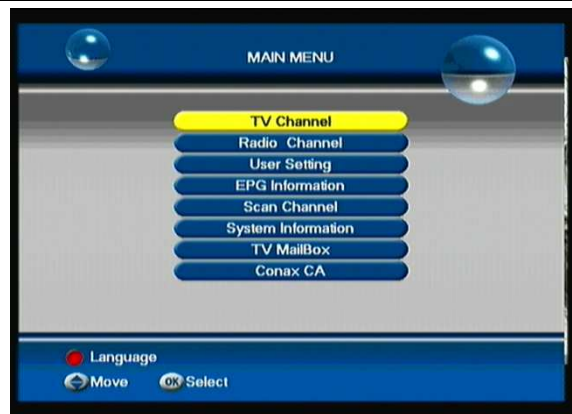 MAIN MENU
TV Channel
Radio Channel
User Setting
EPG Information
Scan Channel
System Information
TV MailBox
Conax CA
Language
Move OK Select